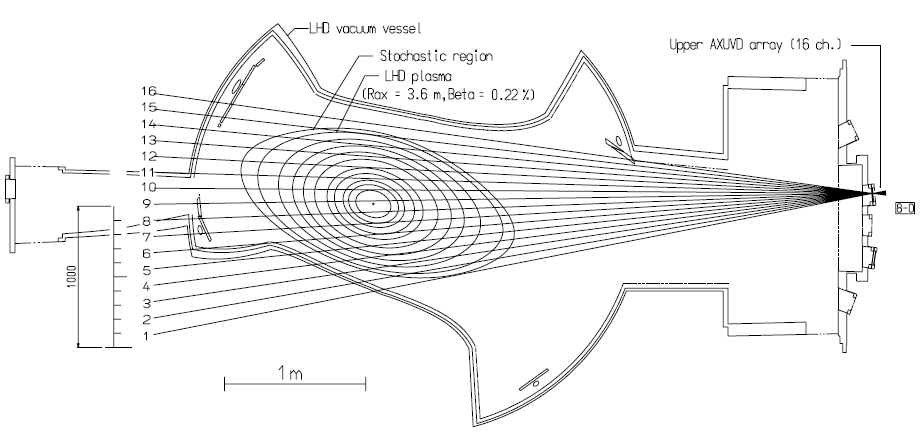 LHD vacuum vessel
Upper AXUVD array (16 ch.)
Stochastic region
LHD plasma
(Rax = 3.6 m,Beta = 0.22 %)
16
15
14
13
12
11
10
9
8
7
6
5
4
3
2
1
8-O
1000
1 m